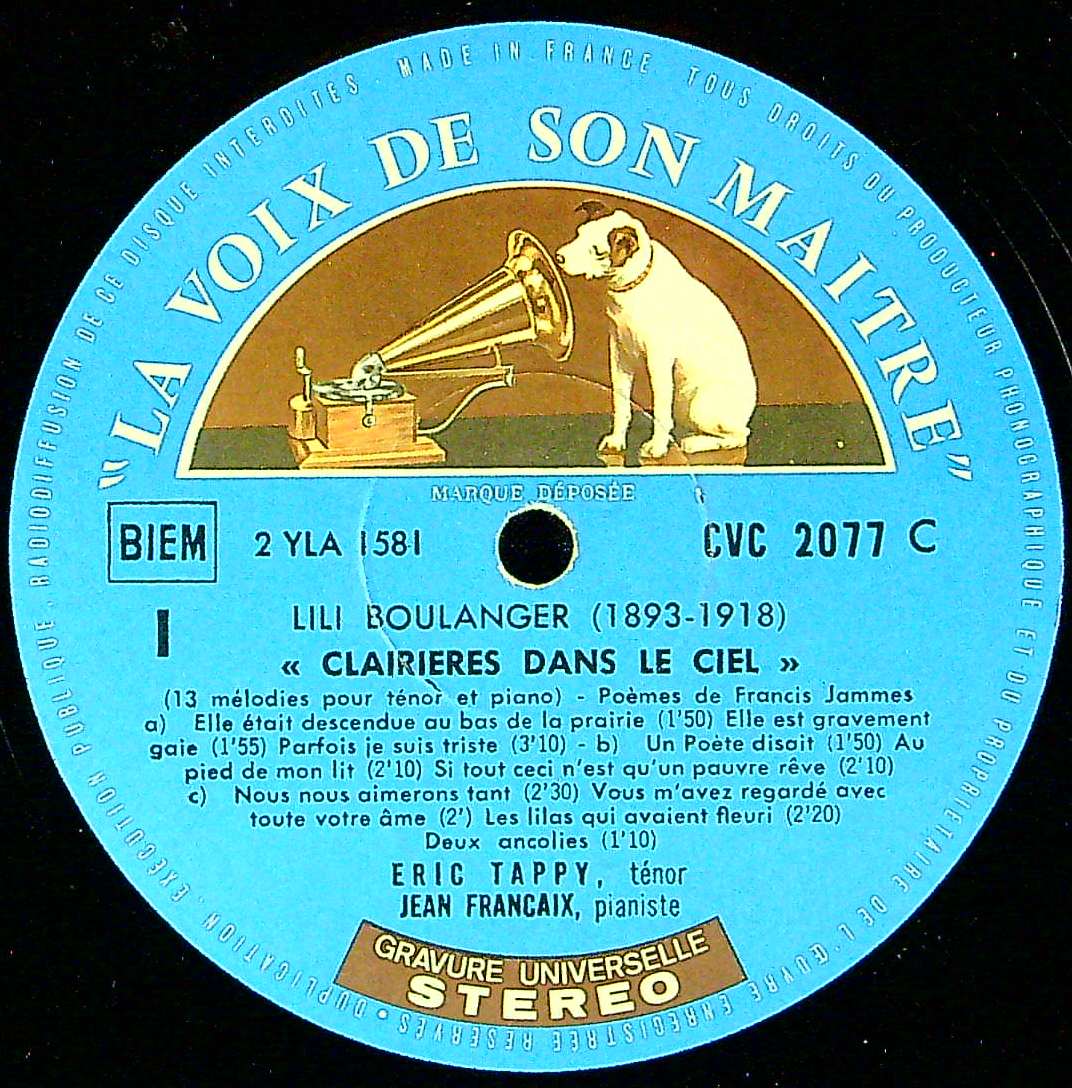 MADE IN FRANCE · TOUS DROITS DU PRODUCTEUR PHONOGRAPHIQUE ET DU PROPRIÉTAIRE DE L'ŒUVRE ENREGISTRÉE RÉSERVÉS • DUPLICATION. EXÉCUTION PUBLIQUE. RADIODIFFUSION DE CE DISQUE INTERDITES ·
"LA VOIX DE SON MAITRE"
MARQUE DÉPOSÉE
BIEM 2 YLA 1581 CVC 2077 C
I LILI BOULANGER (1893-1918)
« CLAIRIERES DANS LE CIEL »
(13 mélodies pour ténor et piano) - Poèmes de Francis Jammes
a) Elle était descendue au bas de la prairie (1'50) Elle est gravement
gaie (1'55) Parfois je suis triste (3'10) - b) Un Poète disait (1'50) Au
pied de mon lit (2'10) Si tout ceci n'est qu'un pauvre rêve (2'10)
c) Nous nous aimerons tant (2'30) Vous m'avez regardé avec
toute votre âme (2') Les lilas qui avaient fleuri (2'20)
Deux ancolies (1'10)
ERIC TAPPY, ténor
JEAN FRANCAIX, pianiste
GRAVURE UNIVERSELLE
STEREO